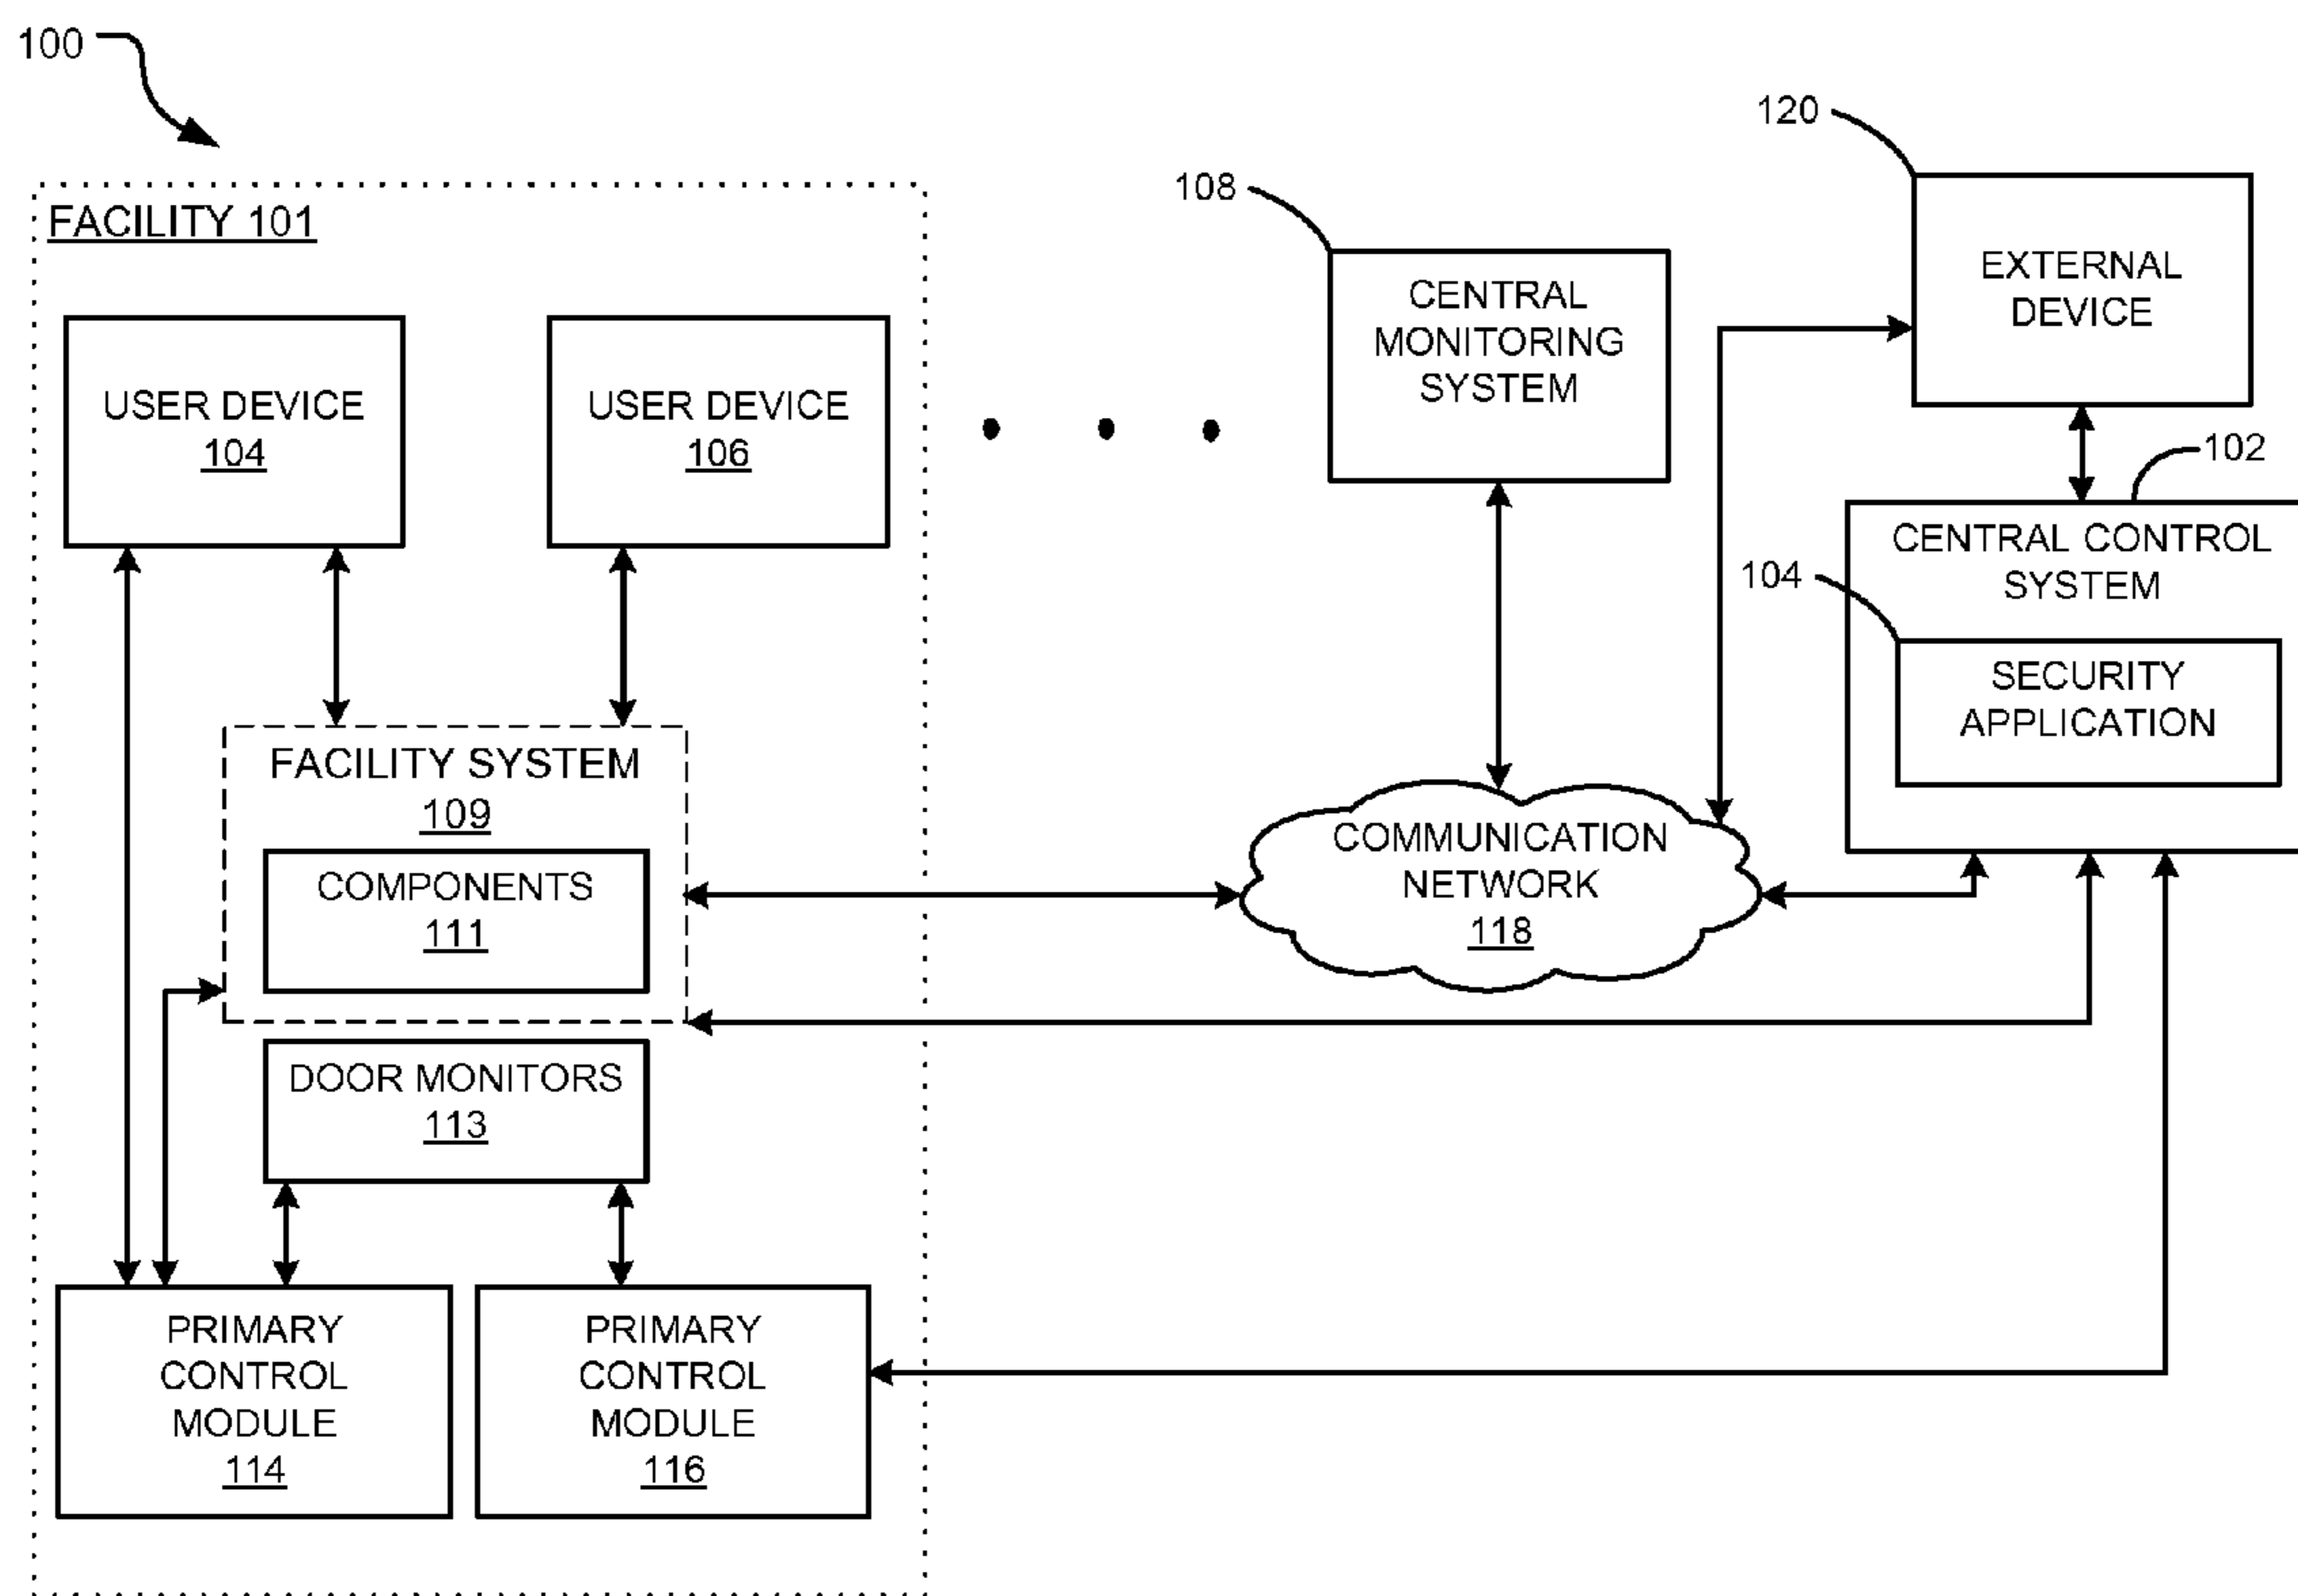 100
FACILITY 101
USER DEVICE
104
USER DEVICE
106
108
CENTRAL
MONITORING
SYSTEM
120
EXTERNAL
DEVICE
102
CENTRAL CONTROL
SYSTEM
104
SECURITY
APPLICATION
FACILITY SYSTEM
109
COMPONENTS
111
COMMUNICATION
NETWORK
118
DOOR MONITORS
113
PRIMARY
CONTROL
MODULE
114
PRIMARY
CONTROL
MODULE
116